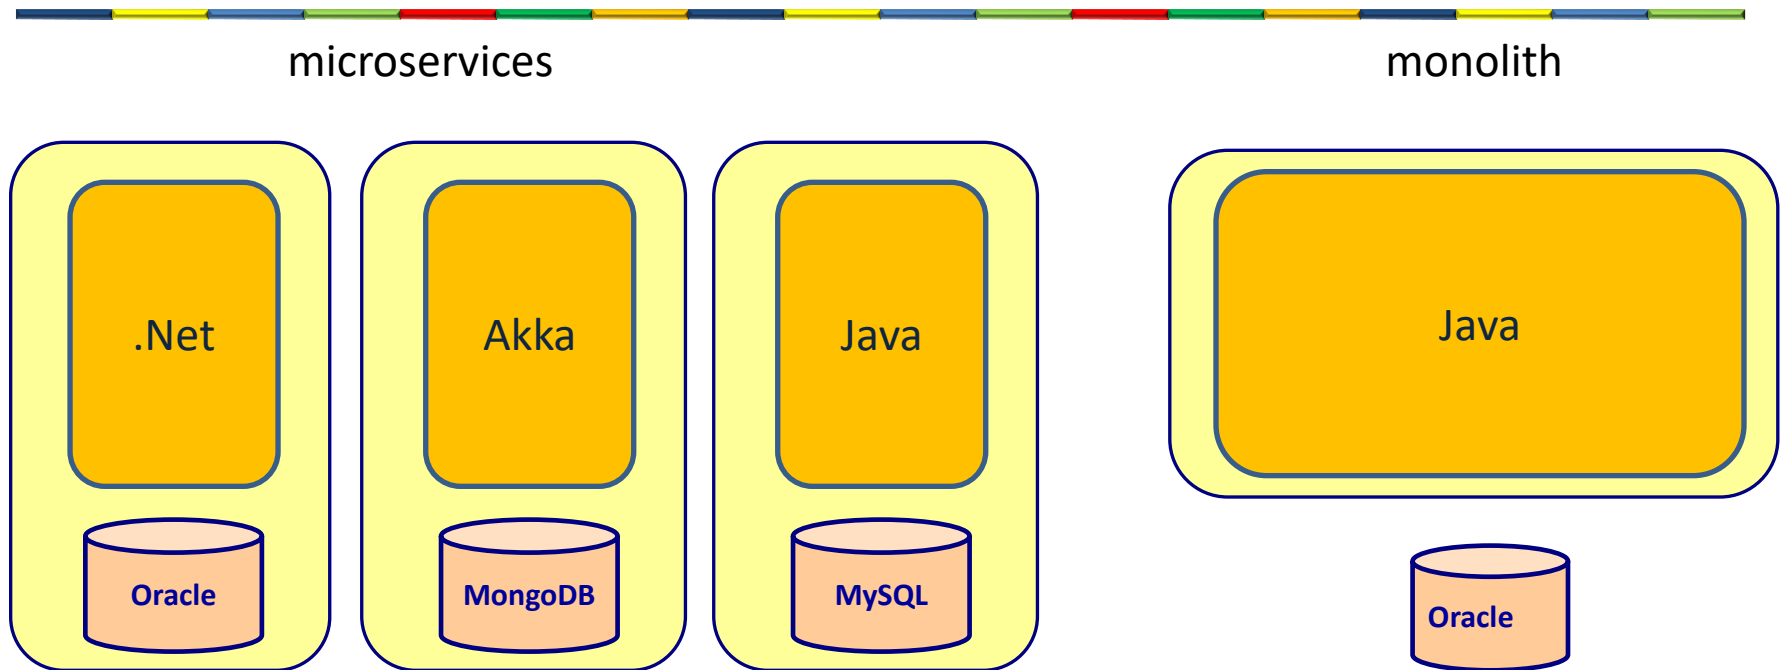 microservices
monolith
.Net
Akka
Java
Java
Oracle
MongoDB
MySQL
Oracle